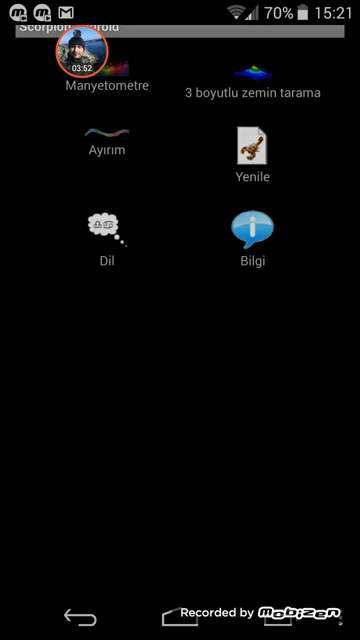 70% 15:21
Scorpion Android
03:52
Manyetometre
3 boyutlu zemin tarama
Ayırım
Yenile
Dil
Bilgi
Recorded by MOBIZEN